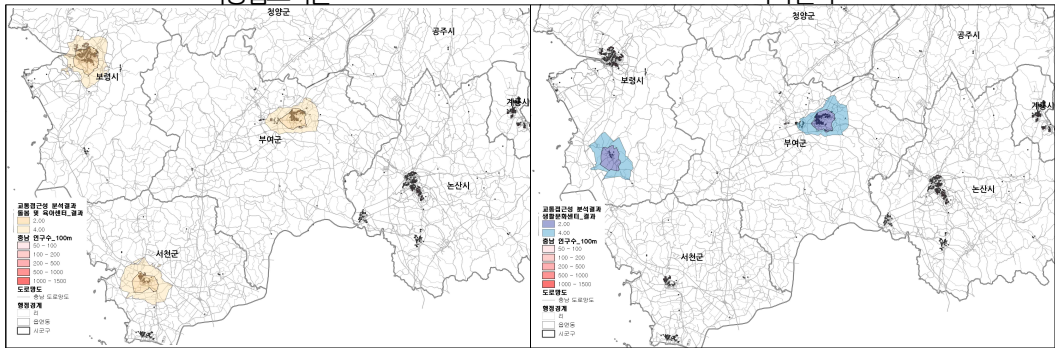 청양군
공주시
보령시
계룡시
부여군
논산시
서천군
교통접근성 분석결과
돌봄 및 육아센터_결과
2.00
4.00
충남 인구수_100m
50 - 100
100 - 200
200 - 500
500 - 1000
1000 - 1500
도로망도
충남 도로망도
행정경계
리
읍면동
시군구
청양군
공주시
보령시
계룡시
부여군
논산시
서천군
교통접근성 분석결과
생활문화센터_결과
2.00
4.00
충남 인구수_100m
50 - 100
100 - 200
200 - 500
500 - 1000
1000 - 1500
도로망도
충남 도로망도
행정경계
리
읍면동
시군구